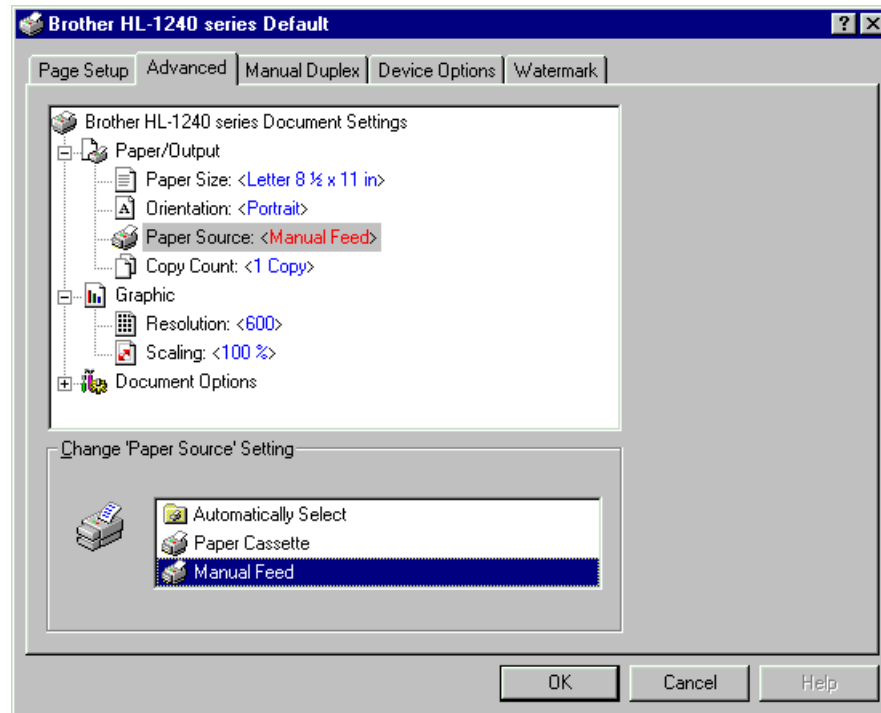 Brother HL-1240 series Default
Page Setup Advanced Manual Duplex Device Options Watermark
Brother HL-1240 series Document Settings
Paper/Output
Paper Size: <Letter 8 ½ x 11 in>
Orientation: <Portrait>
Paper Source: <Manual Feed>
Copy Count: <1 Copy>
Graphic
Resolution: <600>
Scaling: <100 %>
Document Options
Change 'Paper Source' Setting
Automatically Select
Paper Cassette
Manual Feed
OK Cancel Help